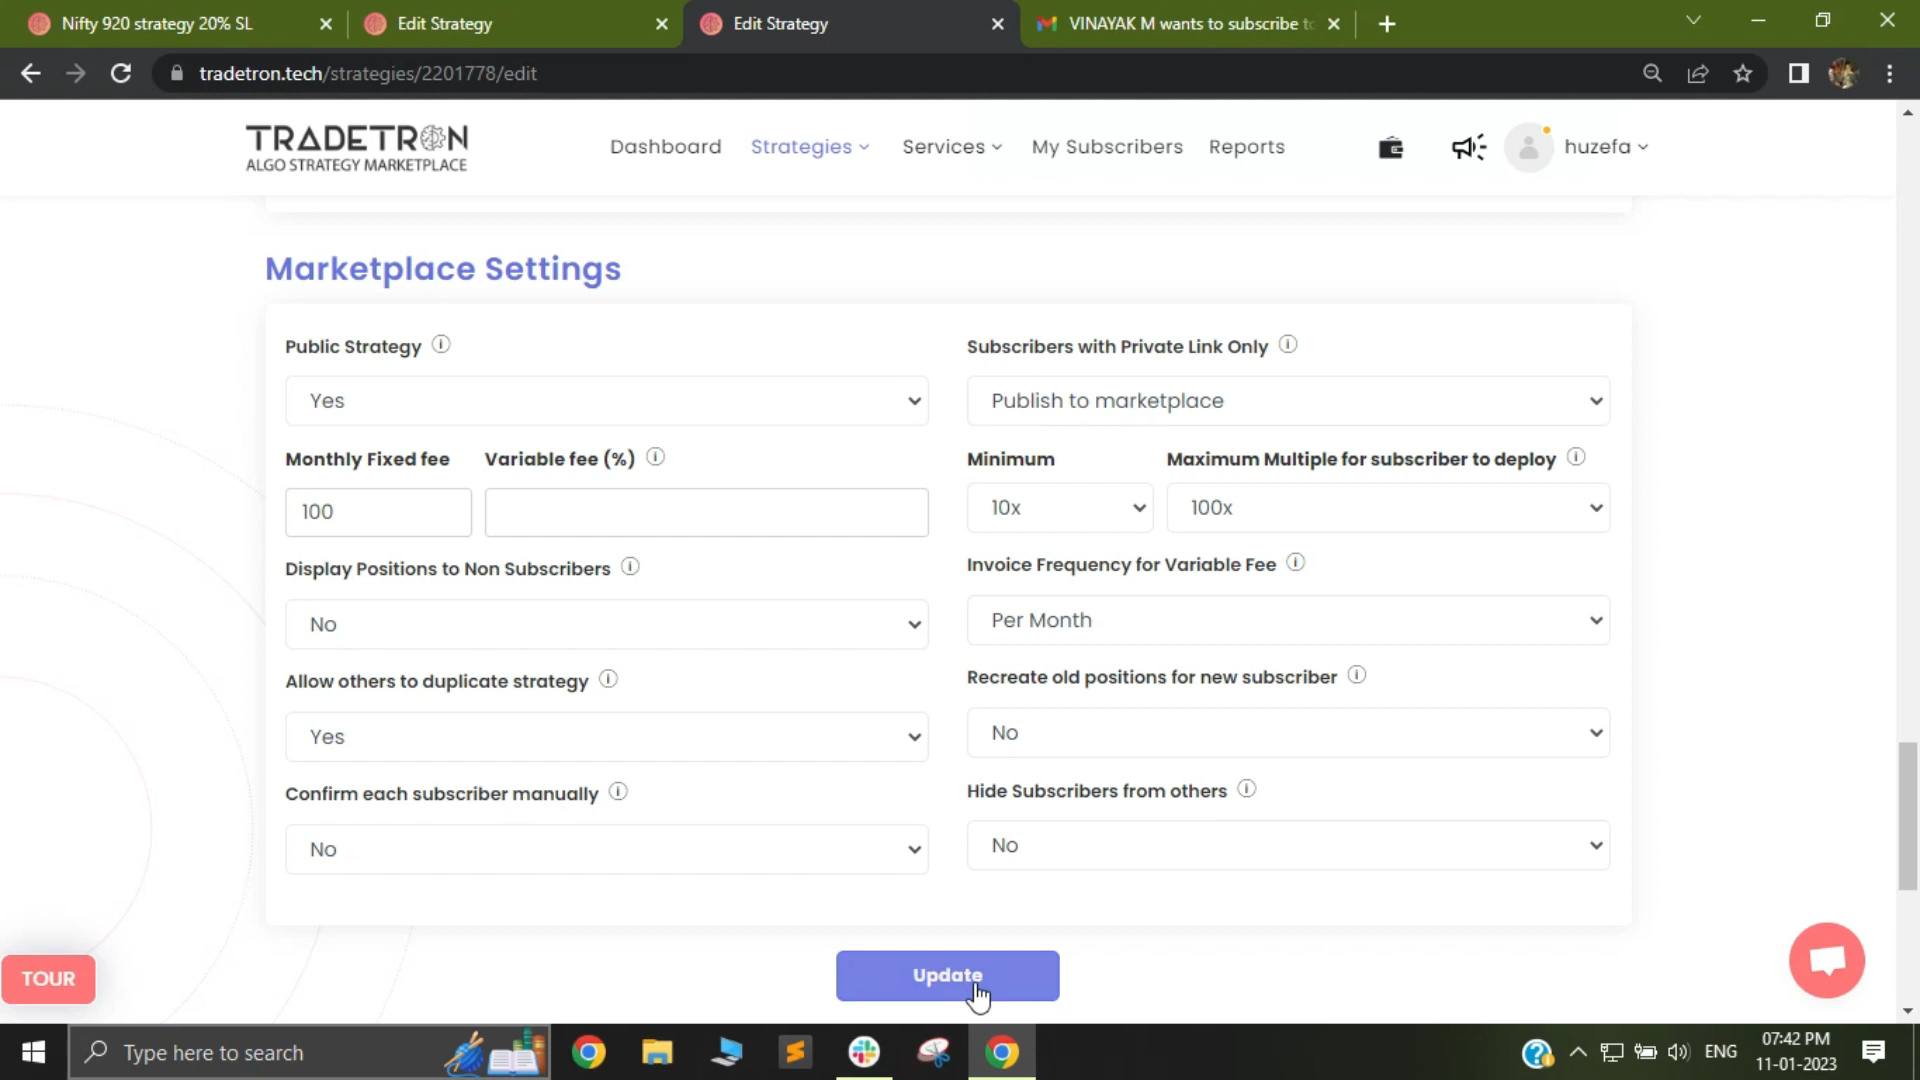 Nifty 920 strategy 20% SL
Edit Strategy
Edit Strategy
VINAYAK M wants to subscribe to
tradetron.tech/strategies/2201778/edit
TRADETRON
ALGO STRATEGY MARKETPLACE
Dashboard
Strategies
Services
My Subscribers
Reports
huzefa
Marketplace Settings
Public Strategy
Subscribers with Private Link Only
Yes
Publish to marketplace
Monthly Fixed fee
Variable fee (%)
Minimum
Maximum Multiple for subscriber to deploy
100
10x
100x
Display Positions to Non Subscribers
Invoice Frequency for Variable Fee
No
Per Month
Allow others to duplicate strategy
Recreate old positions for new subscriber
Yes
No
Confirm each subscriber manually
Hide Subscribers from others
No
No
Update
TOUR
Type here to search
ENG
07:42 PM
11-01-2023